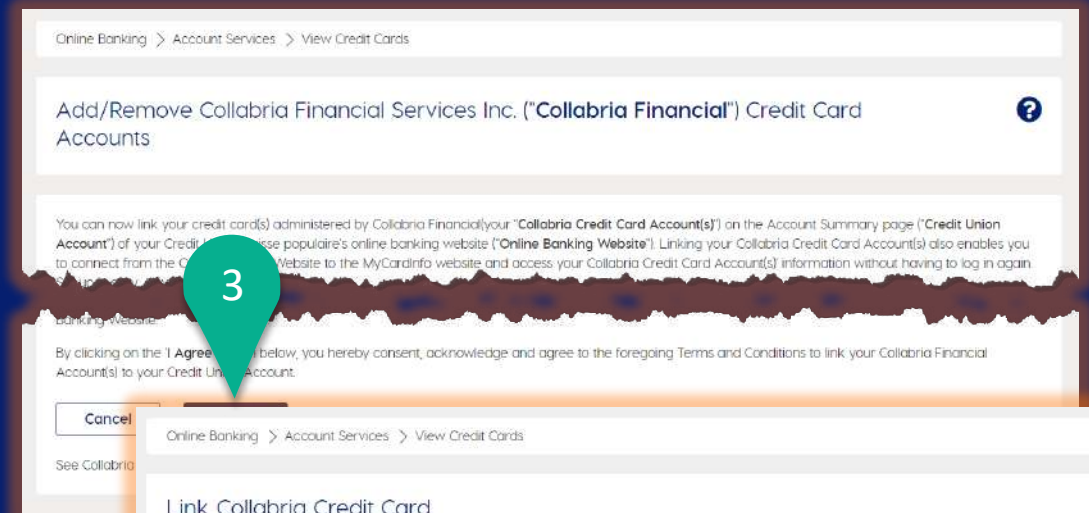 Online Banking > Account Services > View Credit Cards
Add/Remove Collabria Financial Services Inc. ("Collabria Financial") Credit Card
Accounts
?
You can now link your credit card(s) administered by Collabria Financial(your "Collabria Credit Card Account(s)") on the Account Summary page ("Credit Union
Account") of your Credit populaire's online banking website ("Online Banking Website"). Linking your Collabria Credit Card Account(s) also enables you
to connect from the Website to the MyCardInfo website and access your Collabria Credit Card Account(s)' information without having to log in again
3
Banking Website.
By clicking on the 'I Agree below, you hereby consent, acknowledge and agree to the foregoing Terms and Conditions to link your Collabria Financial
Account(s) to your Credit Account.
Cancel
Online Banking > Account Services > View Credit Cards
See Collabria
Link Collabria Credit Card